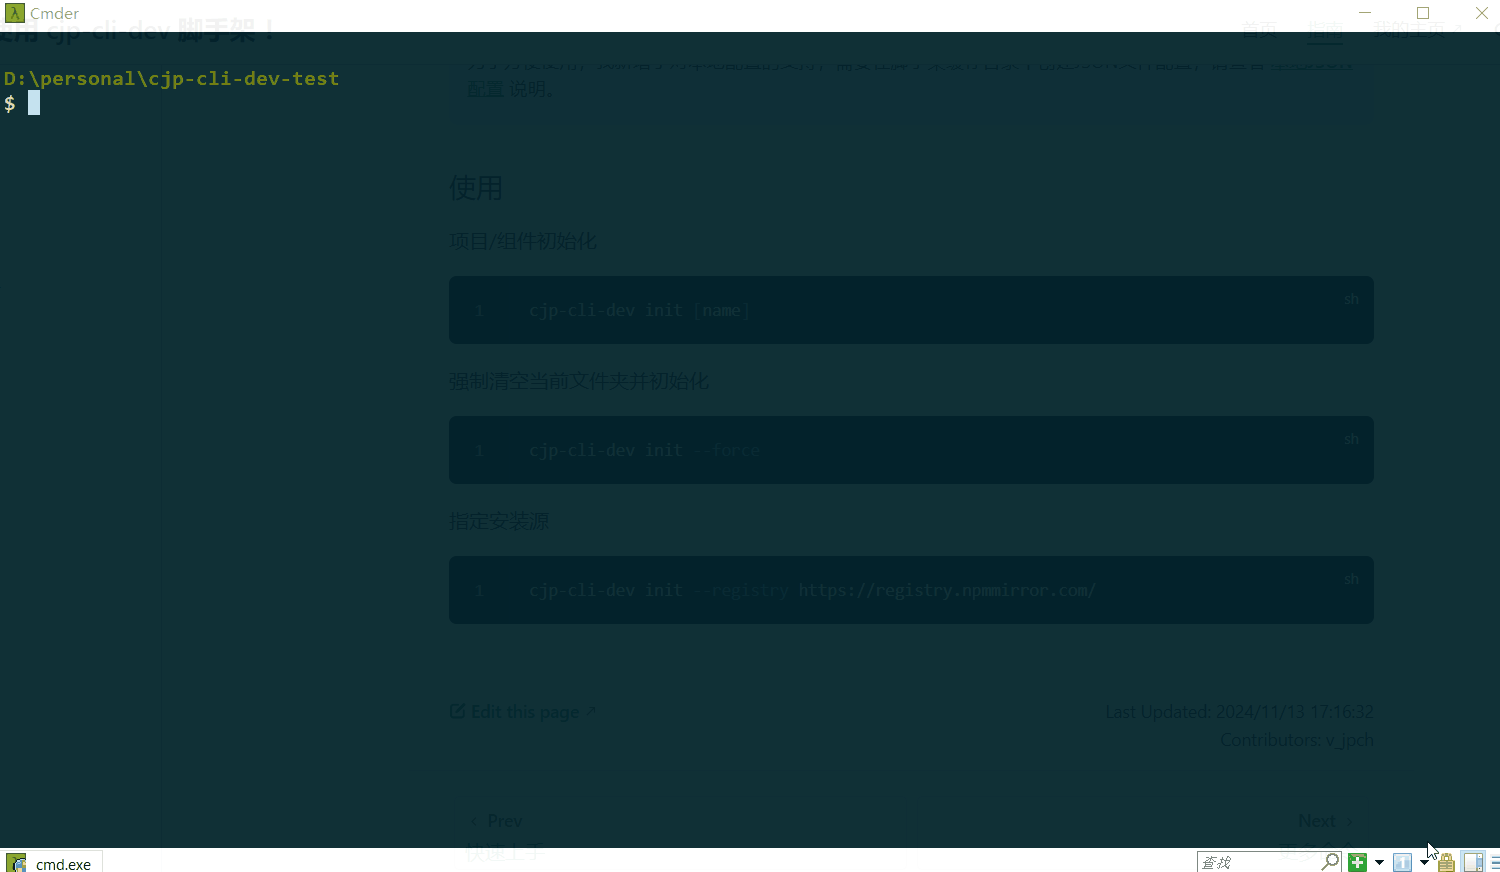 Cmder
使用 cjp-cli-dev 脚手架！
首页 指南 我的主页
D:\personal\cjp-cli-dev-test
$
配置 说明。
使用
项目/组件初始化
1 cjp-cli-dev init [name]
sh
强制清空当前文件夹并初始化
1 cjp-cli-dev init --force
sh
指定安装源
1 cjp-cli-dev init --registry https://registry.npmmirror.com/
sh
Edit this page
Last Updated: 2024/11/13 17:16:32
Contributors: v_jpch
Prev
Next
快速上手
cmd.exe
查找